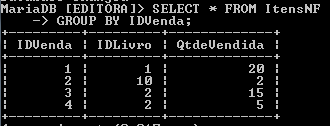 MariaDB [EDITORA]> SELECT * FROM ItensNF
-> GROUP BY IDVenda;
IDVenda | IDLivro | QtdeVendida
1 | 1 | 20
2 | 10 | 2
3 | 2 | 15
4 | 2 | 5